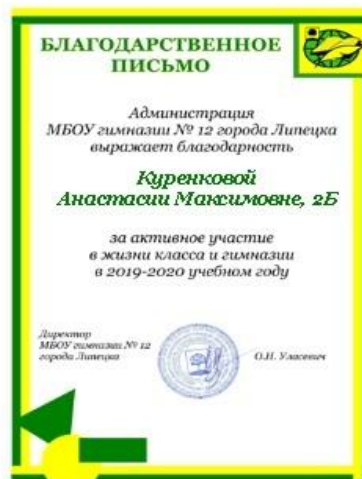 БЛАГОДАРСТВЕННОЕ
ПИСЬМО
Администрация
МБОУ гимназии № 12 города Липецка
выражает благодарность
Куренковой
Анастасии Максимовне, 2Б
за активное участие
в жизни класса и гимназии
в 2019-2020 учебном году
Директор
МБОУ гимназии № 12
города Липецка
О.Н. Уласевич